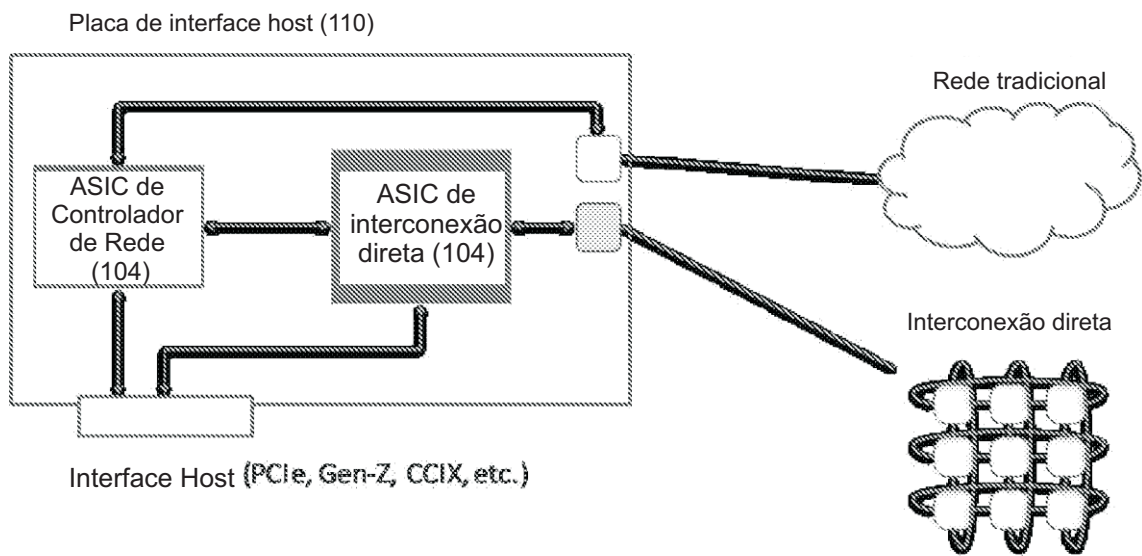 Placa de interface host (110)
Rede tradicional
ASIC de
Controlador
de Rede
(104)
ASIC de
interconexão
direta (104)
Interconexão direta
Interface Host (PCIe, Gen-Z, CCIX, etc.)